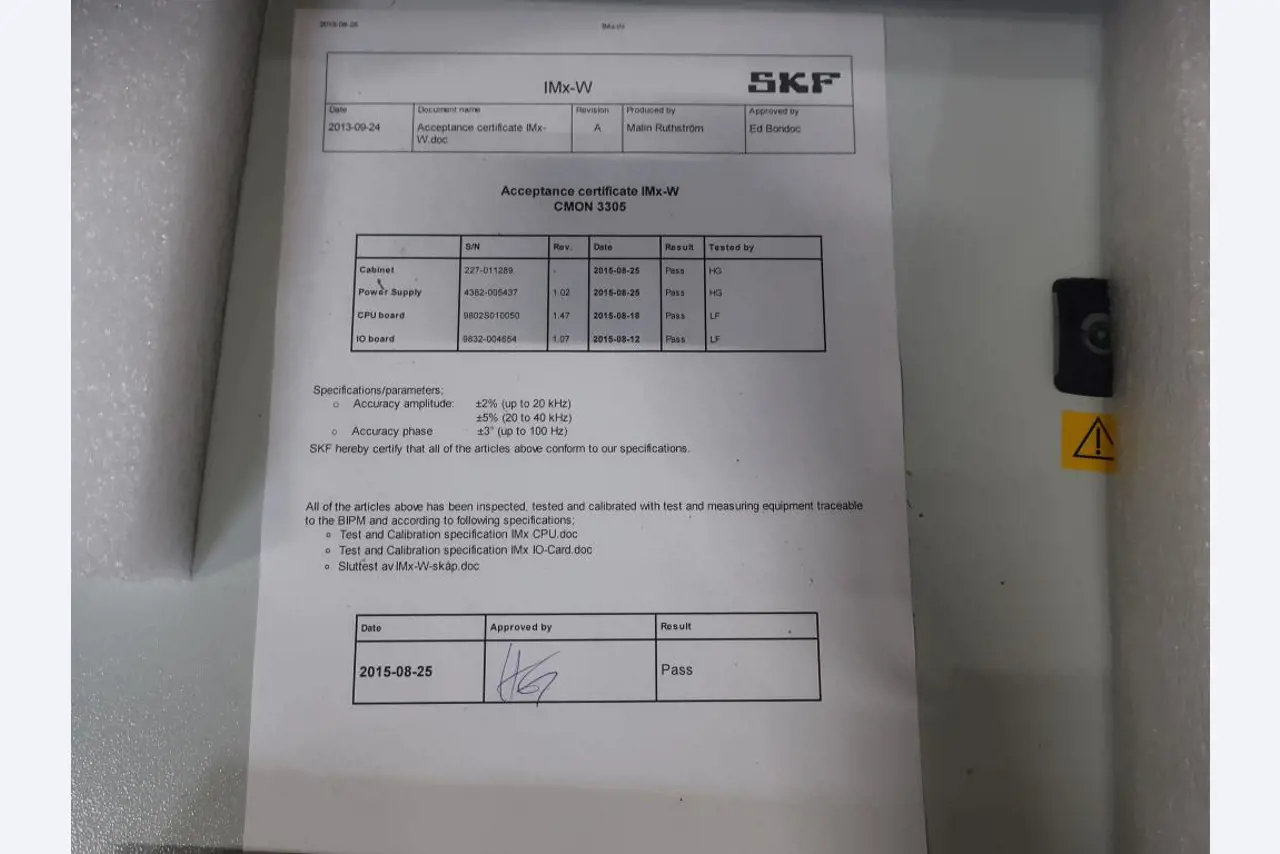 2015-08-25 IMx-W
IMx-W SKF
Date Document name Revision Produced by Approved by
2013-09-24 Acceptance certificate IMx- A Malin Ruthström Ed Bondoc
W.doc
Acceptance certificate IMx-W
CMON 3305
S/N Rev. Date Result Tested by
Cabinet 227-011289 - 2015-08-25 Pass HG
Power Supply 4382-005437 1.02 2015-08-25 Pass HG
CPU board 9802S010050 1.47 2015-08-18 Pass LF
IO board 9832-004654 1.07 2015-08-12 Pass LF
Specifications/parameters:
o Accuracy amplitude: ±2% (up to 20 kHz)
±5% (20 to 40 kHz)
o Accuracy phase ±3° (up to 100 Hz)
SKF hereby certify that all of the articles above conform to our specifications.
All of the articles above has been inspected, tested and calibrated with test and measuring equipment traceable
to the BIPM and according to following specifications;
o Test and Calibration specification IMx CPU.doc
o Test and Calibration specification IMx IO-Card.doc
o Sluttest av IMx-W-skåp.doc
Date Approved by Result
2015-08-25 HG Pass